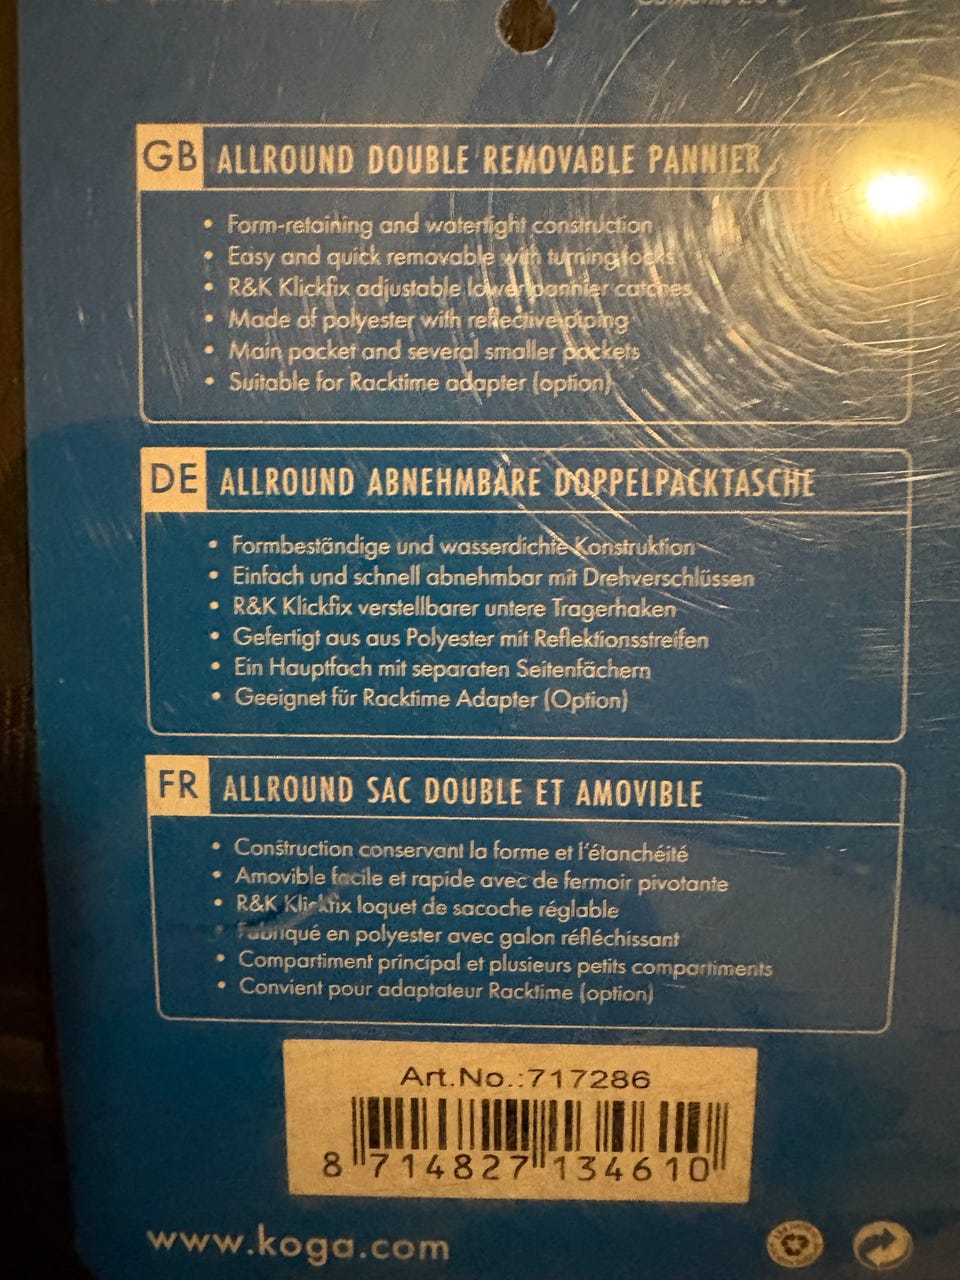 GB ALLROUND DOUBLE REMOVABLE PANNIER
• Form-retaining and watertight construction
• Easy and quick removable with turning locks
• R&K Klickfix adjustable lower pannier catches
• Made of polyester with reflective piping
• Main pocket and several smaller pockets
• Suitable for Racktime adapter (option)
DE ALLROUND ABNEHMBARE DOPPELPACKTASCHE
• Formbeständige und wasserdichte Konstruktion
• Einfach und schnell abnehmbar mit Drehverschlüssen
• R&K Klickfix verstellbarer untere Tragerhaken
• Gefertigt aus aus Polyester mit Reflektionsstreifen
• Ein Hauptfach mit separaten Seitenfächern
• Geeignet für Racktime Adapter (Option)
FR ALLROUND SAC DOUBLE ET AMOVIBLE
• Construction conservant la forme et l'étanchéité
• Amovible facile et rapide avec de fermoir pivotante
• R&K Klickfix loquet de sacoche réglable
• Fabriqué en polyester avec galon réfléchissant
• Compartiment principal et plusieurs petits compartiments
• Convient pour adaptateur Racktime (option)
Art.No.:717286
8 714827 134610
www.koga.com